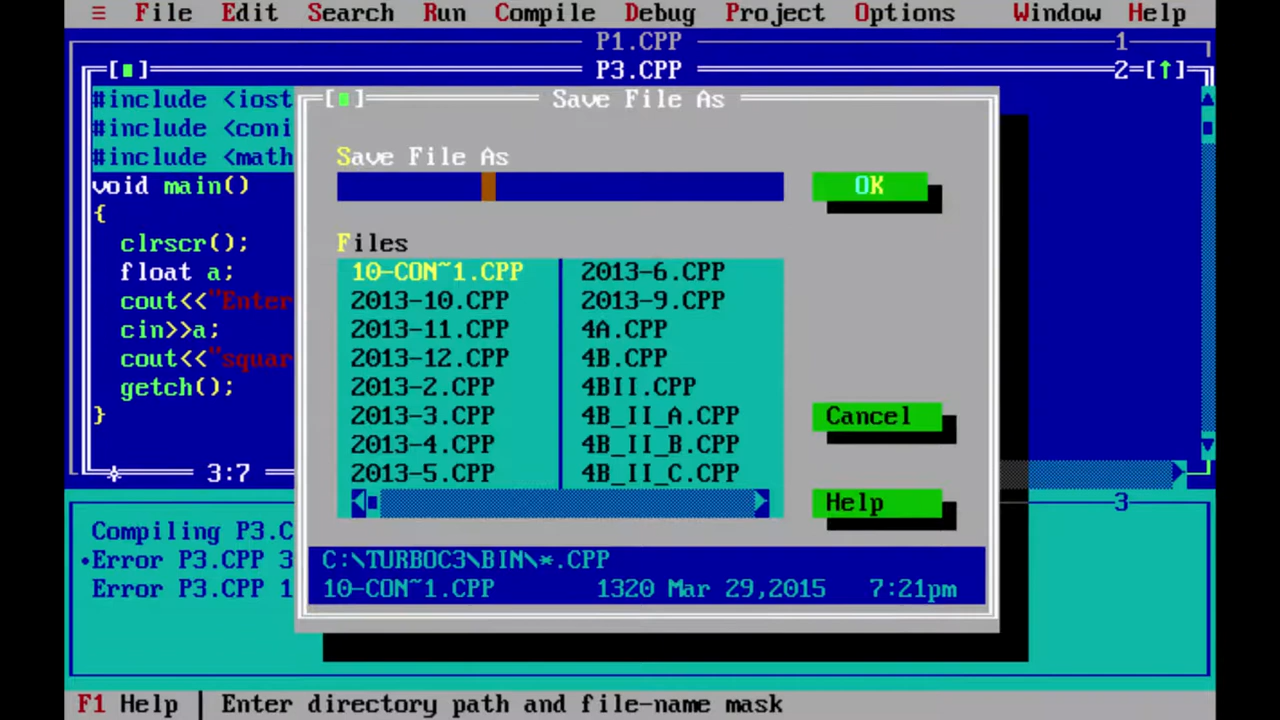 ≡ File Edit Search Run Compile Debug Project Options Window Help
P1.CPP 1
[■] P3.CPP 2=[↑]
#include <iost
#include <coni
#include <math
void main()
{
clrscr();
float a;
cout<<"Enter
cin>>a;
cout<<"squar
getch();
}
3:7
[■] Save File As
Save File As
OK
Files
10-CON~1.CPP 2013-6.CPP
2013-10.CPP 2013-9.CPP
2013-11.CPP 4A.CPP
2013-12.CPP 4B.CPP
2013-2.CPP 4BII.CPP
2013-3.CPP 4B_II_A.CPP
2013-4.CPP 4B_II_B.CPP
2013-5.CPP 4B_II_C.CPP
Cancel
Help
C:\TURBOC3\BIN\*.CPP
10-CON~1.CPP 1320 Mar 29,2015 7:21pm
3
Compiling P3.C
•Error P3.CPP 3
Error P3.CPP 1
F1 Help | Enter directory path and file-name mask